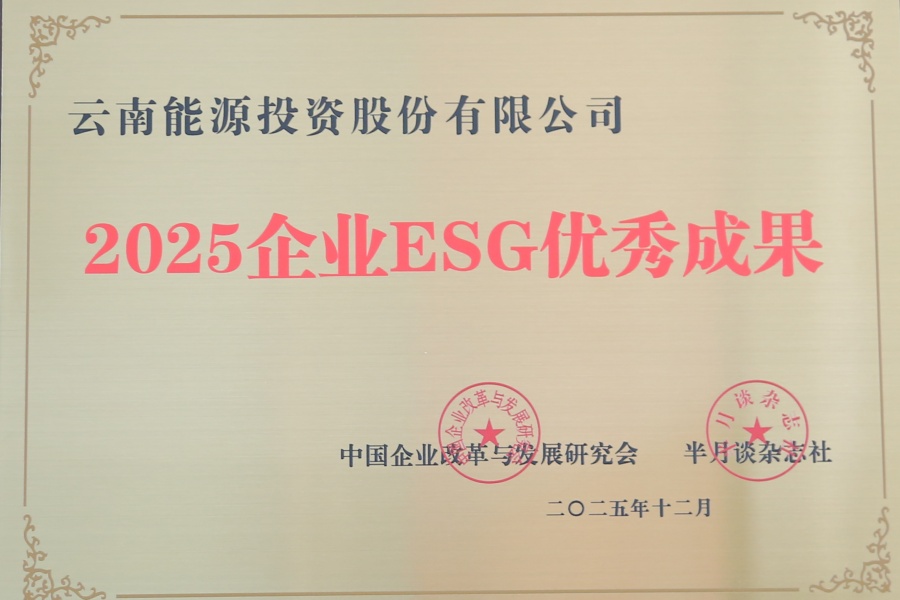 云南能源投资股份有限公司
2025企业ESG优秀成果
中国企业改革与发展研究会 半月谈杂志社
二〇二五年十二月